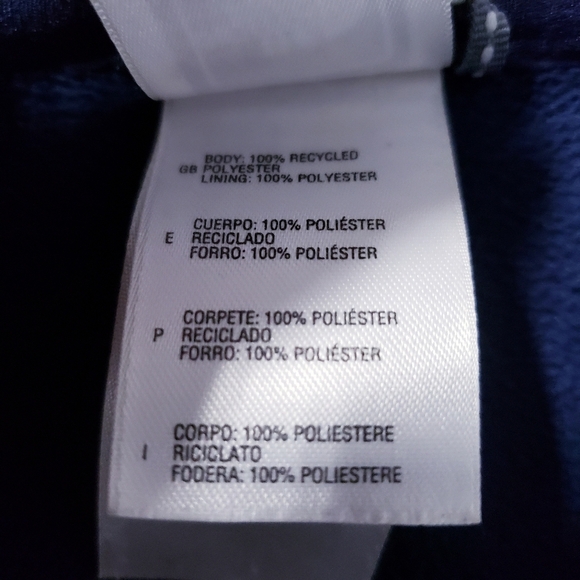 BODY: 100% RECYCLED
GB POLYESTER
LINING: 100% POLYESTER
CUERPO: 100% POLIÉSTER
E RECICLADO
FORRO: 100% POLIÉSTER
CORPETE: 100% POLIÉSTER
P RECICLADO
FORRO: 100% POLIÉSTER
CORPO: 100% POLIESTERE
I RICICLATO
FODERA: 100% POLIESTERE